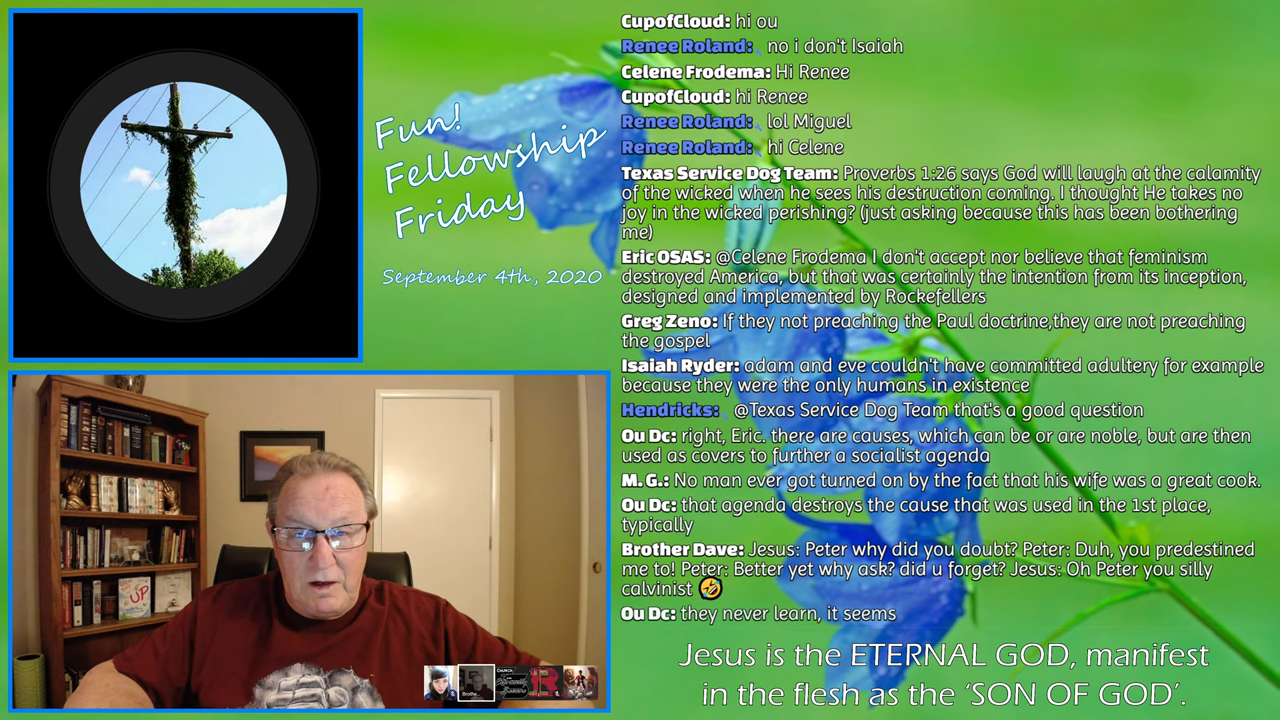 Fun!
Fellowship
Friday
September 4th, 2020
CupofCloud: hi ou
Renee Roland: no i don't Isaiah
Celene Frodema: Hi Renee
CupofCloud: hi Renee
Renee Roland: lol Miguel
Renee Roland: hi Celene
Texas Service Dog Team: Proverbs 1:26 says God will laugh at the calamity
of the wicked when he sees his destruction coming. I thought He takes no
joy in the wicked perishing? (just asking because this has been bothering
me)
Eric OSAS: @Celene Frodema I don't accept nor believe that feminism
destroyed America, but that was certainly the intention from its inception,
designed and implemented by Rockefellers
Greg Zeno: If they not preaching the Paul doctrine,they are not preaching
the gospel
Isaiah Ryder: adam and eve couldn't have committed adultery for example
because they were the only humans in existence
Hendricks: @Texas Service Dog Team that's a good question
Ou Dc: right, Eric. there are causes, which can be or are noble, but are then
used as covers to further a socialist agenda
M. G.: No man ever got turned on by the fact that his wife was a great cook.
Ou Dc: that agenda destroys the cause that was used in the 1st place,
typically
Brother Dave: Jesus: Peter why did you doubt? Peter: Duh, you predestined
me to! Peter: Better yet why ask? did u forget? Jesus: Oh Peter you silly
calvinist 🤣
Ou Dc: they never learn, it seems
Jesus is the ETERNAL GOD, manifest
in the flesh as the 'SON OF GOD'.
UP
Brothe...
CHURCH